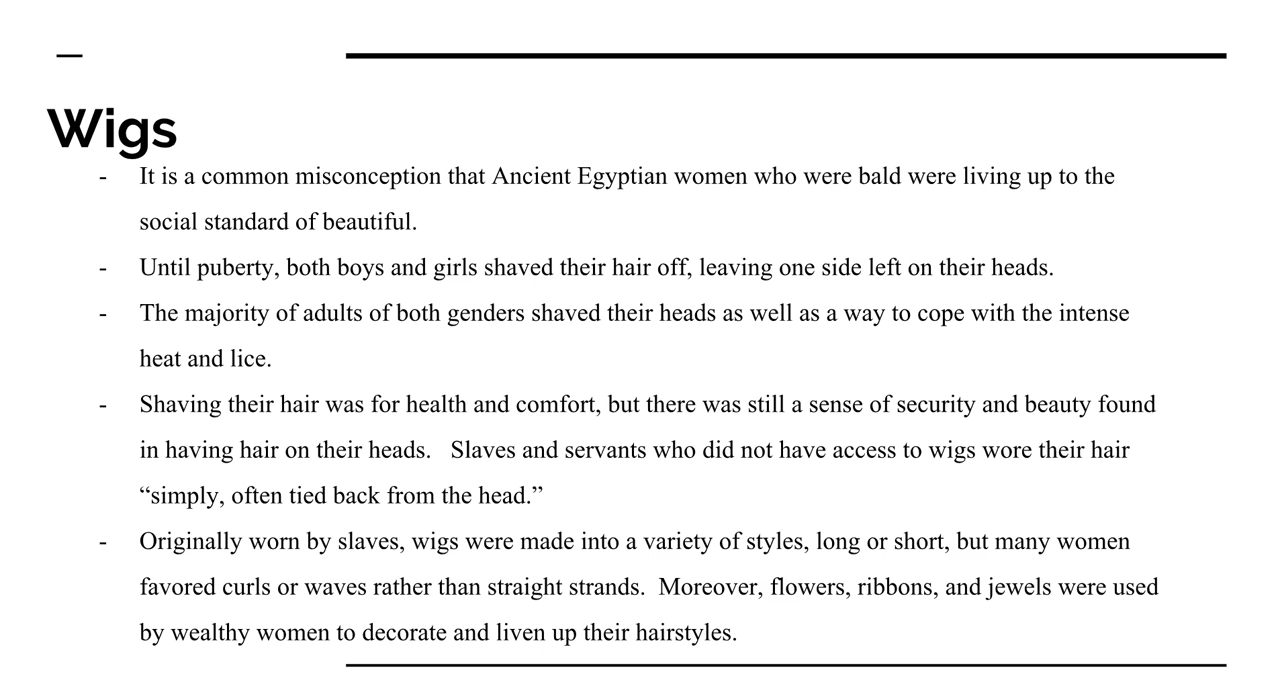 Wigs
- It is a common misconception that Ancient Egyptian women who were bald were living up to the
social standard of beautiful.
- Until puberty, both boys and girls shaved their hair off, leaving one side left on their heads.
- The majority of adults of both genders shaved their heads as well as a way to cope with the intense
heat and lice.
- Shaving their hair was for health and comfort, but there was still a sense of security and beauty found
in having hair on their heads.   Slaves and servants who did not have access to wigs wore their hair
“simply, often tied back from the head.”
- Originally worn by slaves, wigs were made into a variety of styles, long or short, but many women
favored curls or waves rather than straight strands.  Moreover, flowers, ribbons, and jewels were used
by wealthy women to decorate and liven up their hairstyles.